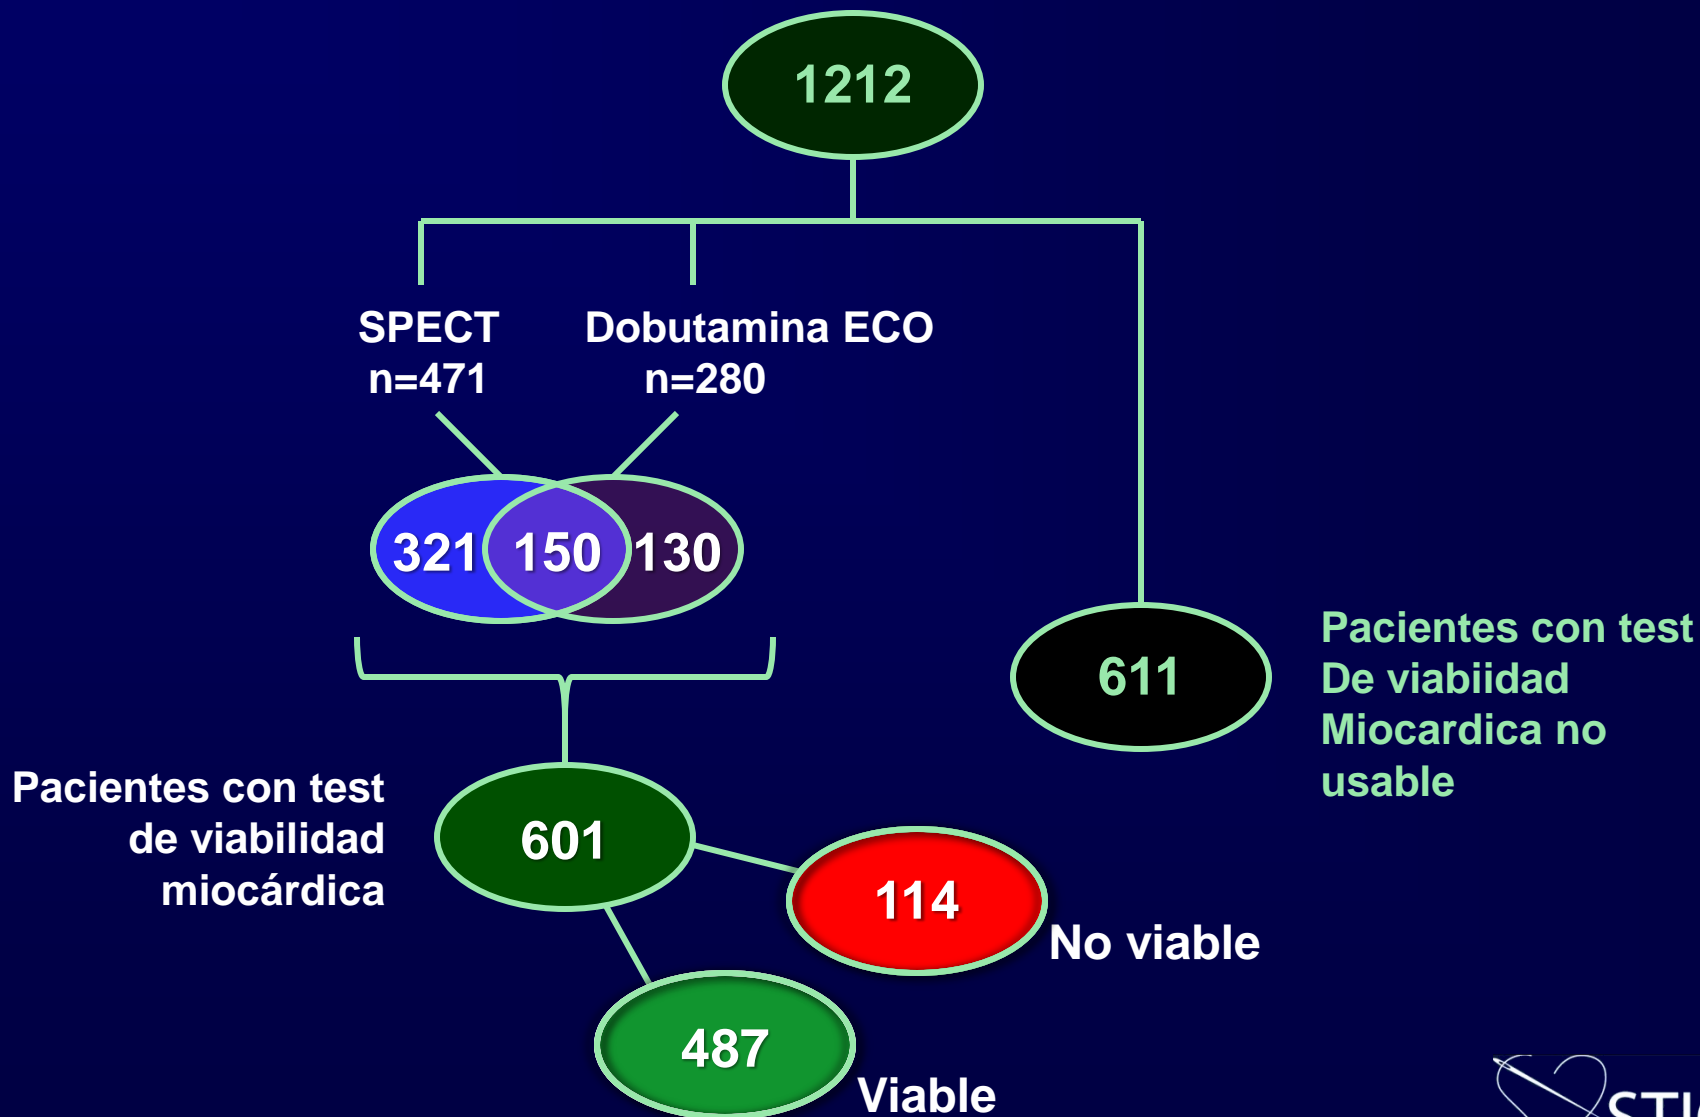 1212
SPECT
n=471
Dobutamina ECO
n=280
321
150
130
611
Pacientes con test
De viabiidad
Miocardica no
usable
Pacientes con test
de viabilidad
miocárdica
601
114
No viable
487
Viable